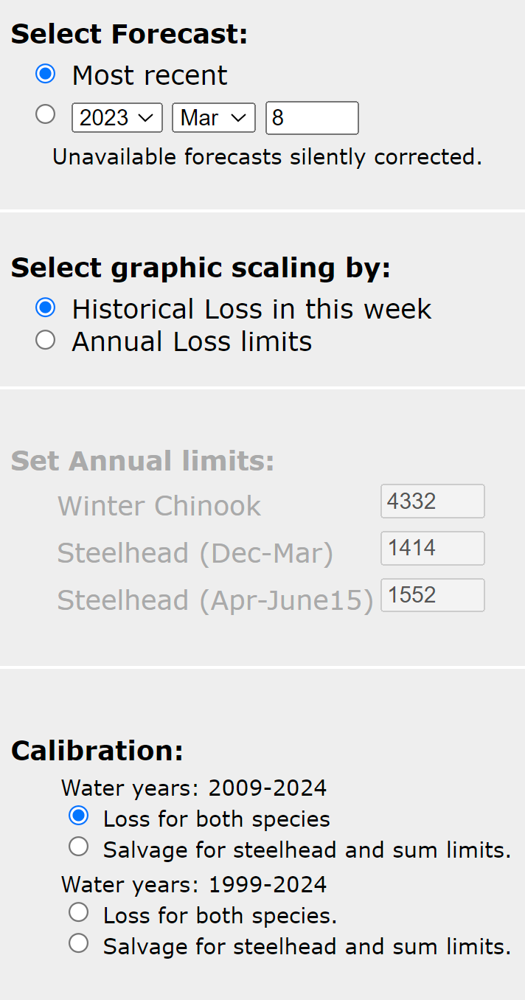 Select Forecast:
Most recent
2023 Mar 8
Unavailable forecasts silently corrected.
Select graphic scaling by:
Historical Loss in this week
Annual Loss limits
Set Annual limits:
Winter Chinook 4332
Steelhead (Dec-Mar) 1414
Steelhead (Apr-June15) 1552
Calibration:
Water years: 2009-2024
Loss for both species
Salvage for steelhead and sum limits.
Water years: 1999-2024
Loss for both species.
Salvage for steelhead and sum limits.